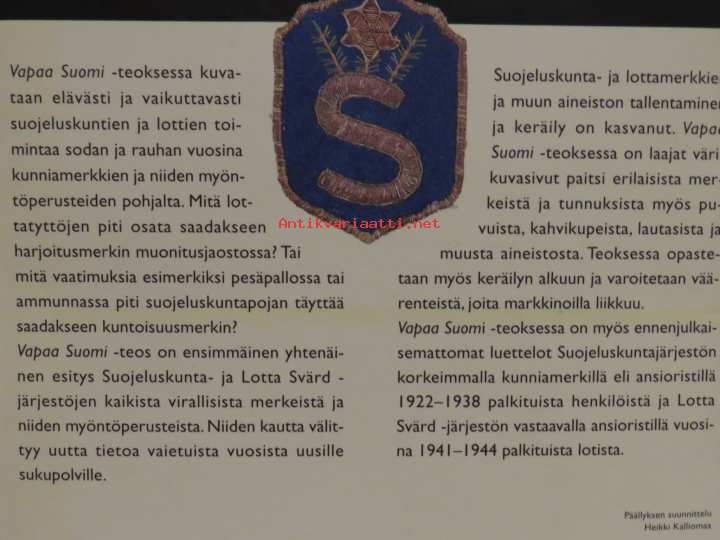 Vapaa Suomi -teoksessa kuva-
taan elävästi ja vaikuttavasti
suojeluskuntien ja lottien toi-
mintaa sodan ja rauhan vuosina
kunniamerkkien ja niiden myön-
töperusteiden pohjalta. Mitä lot-
tatyttöjen piti osata saadakseen
harjoitusmerkin muonitusjaostossa? Tai
mitä vaatimuksia esimerkiksi pesäpallossa tai
ammunnassa piti suojeluskuntapojan täyttää
saadakseen kuntoisuusmerkin?
Vapaa Suomi -teos on ensimmäinen yhtenäi-
nen esitys Suojeluskunta- ja Lotta Svärd -
järjestöjen kaikista virallisista merkeistä ja
niiden myöntöperusteista. Niiden kautta välit-
tyy uutta tietoa vaietuista vuosista uusille
sukupolville.
S
Antikvariaatti.net
Suojeluskunta- ja lottamerkkie
ja muun aineiston tallentamine
ja keräily on kasvanut. Vapaa
Suomi -teoksessa on laajat väri
kuvasivut paitsi erilaisista mer-
keistä ja tunnuksista myös pu-
vuista, kahvikupeista, lautasista ja
muusta aineistosta. Teoksessa opaste-
taan myös keräilyn alkuun ja varoitetaan vää-
renteistä, joita markkinoilla liikkuu.
Vapaa Suomi -teoksessa on myös ennenjulkai-
semattomat luettelot Suojeluskuntajärjestön
korkeimmalla kunniamerkillä eli ansioristillä
1922–1938 palkituista henkilöistä ja Lotta
Svärd -järjestön vastaavalla ansioristillä vuosi-
na 1941–1944 palkituista lotista.
Päällyksen suunnittelu
Heikki Kalliomaa